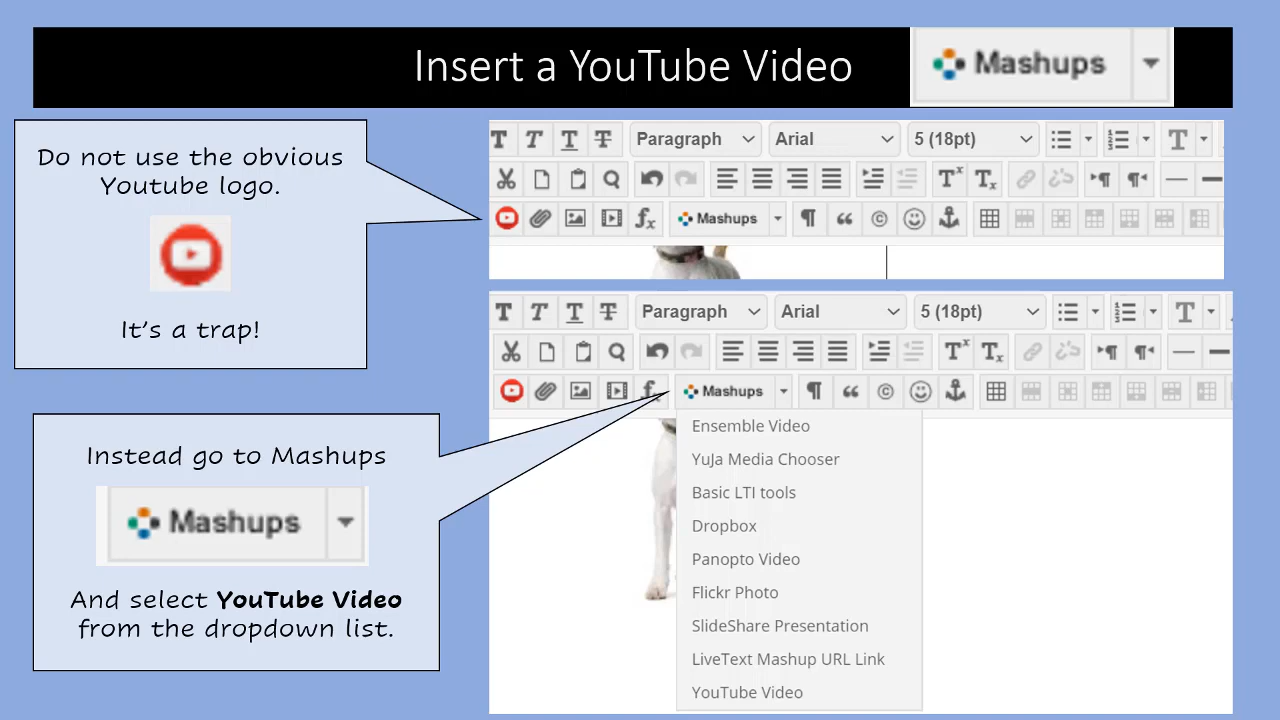 Insert a YouTube Video
Mashups
Do not use the obvious
Youtube logo.
It's a trap!
Paragraph Arial 5 (18pt)
Mashups
Paragraph Arial 5 (18pt)
Mashups
Instead go to Mashups
Mashups
And select YouTube Video
from the dropdown list.
Ensemble Video
YuJa Media Chooser
Basic LTI tools
Dropbox
Panopto Video
Flickr Photo
SlideShare Presentation
LiveText Mashup URL Link
YouTube Video